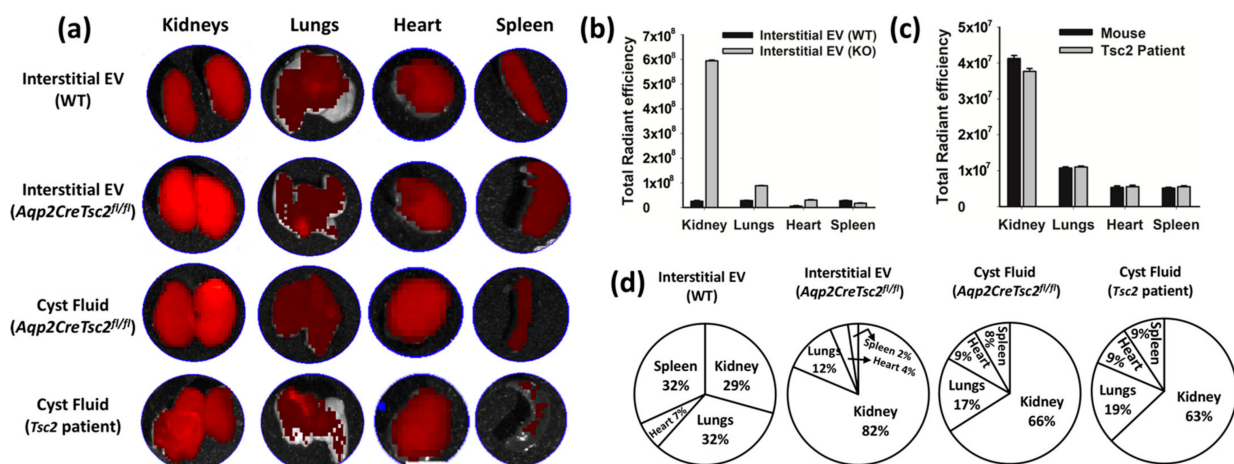 (a)
Kidneys Lungs Heart Spleen
Interstitial EV
(WT)
Interstitial EV
(Aqp2CreTsc2fl/fl)
Cyst Fluid
(Aqp2CreTsc2fl/fl)
Cyst Fluid
(Tsc2 patient)
(b)
Interstitial EV (WT)
Interstitial EV (KO)
Total Radiant efficiency
7x10⁸
6x10⁸
5x10⁸
4x10⁸
3x10⁸
2x10⁸
1x10⁸
0
Kidney Lungs Heart Spleen
(c)
Mouse
Tsc2 Patient
Total Radiant efficiency
5x10⁷
4x10⁷
3x10⁷
2x10⁷
1x10⁷
0
Kidney Lungs Heart Spleen
(d)
Interstitial EV
(WT)
Spleen
32%
Kidney
29%
Heart 7%
Lungs
32%
Interstitial EV
(Aqp2CreTsc2fl/fl)
Lungs
12%
Spleen 2%
Heart 4%
Kidney
82%
Cyst Fluid
(Aqp2CreTsc2fl/fl)
Spleen
8%
Heart
9%
Lungs
17%
Kidney
66%
Cyst Fluid
(Tsc2 patient)
Spleen
9%
Heart
9%
Lungs
19%
Kidney
63%